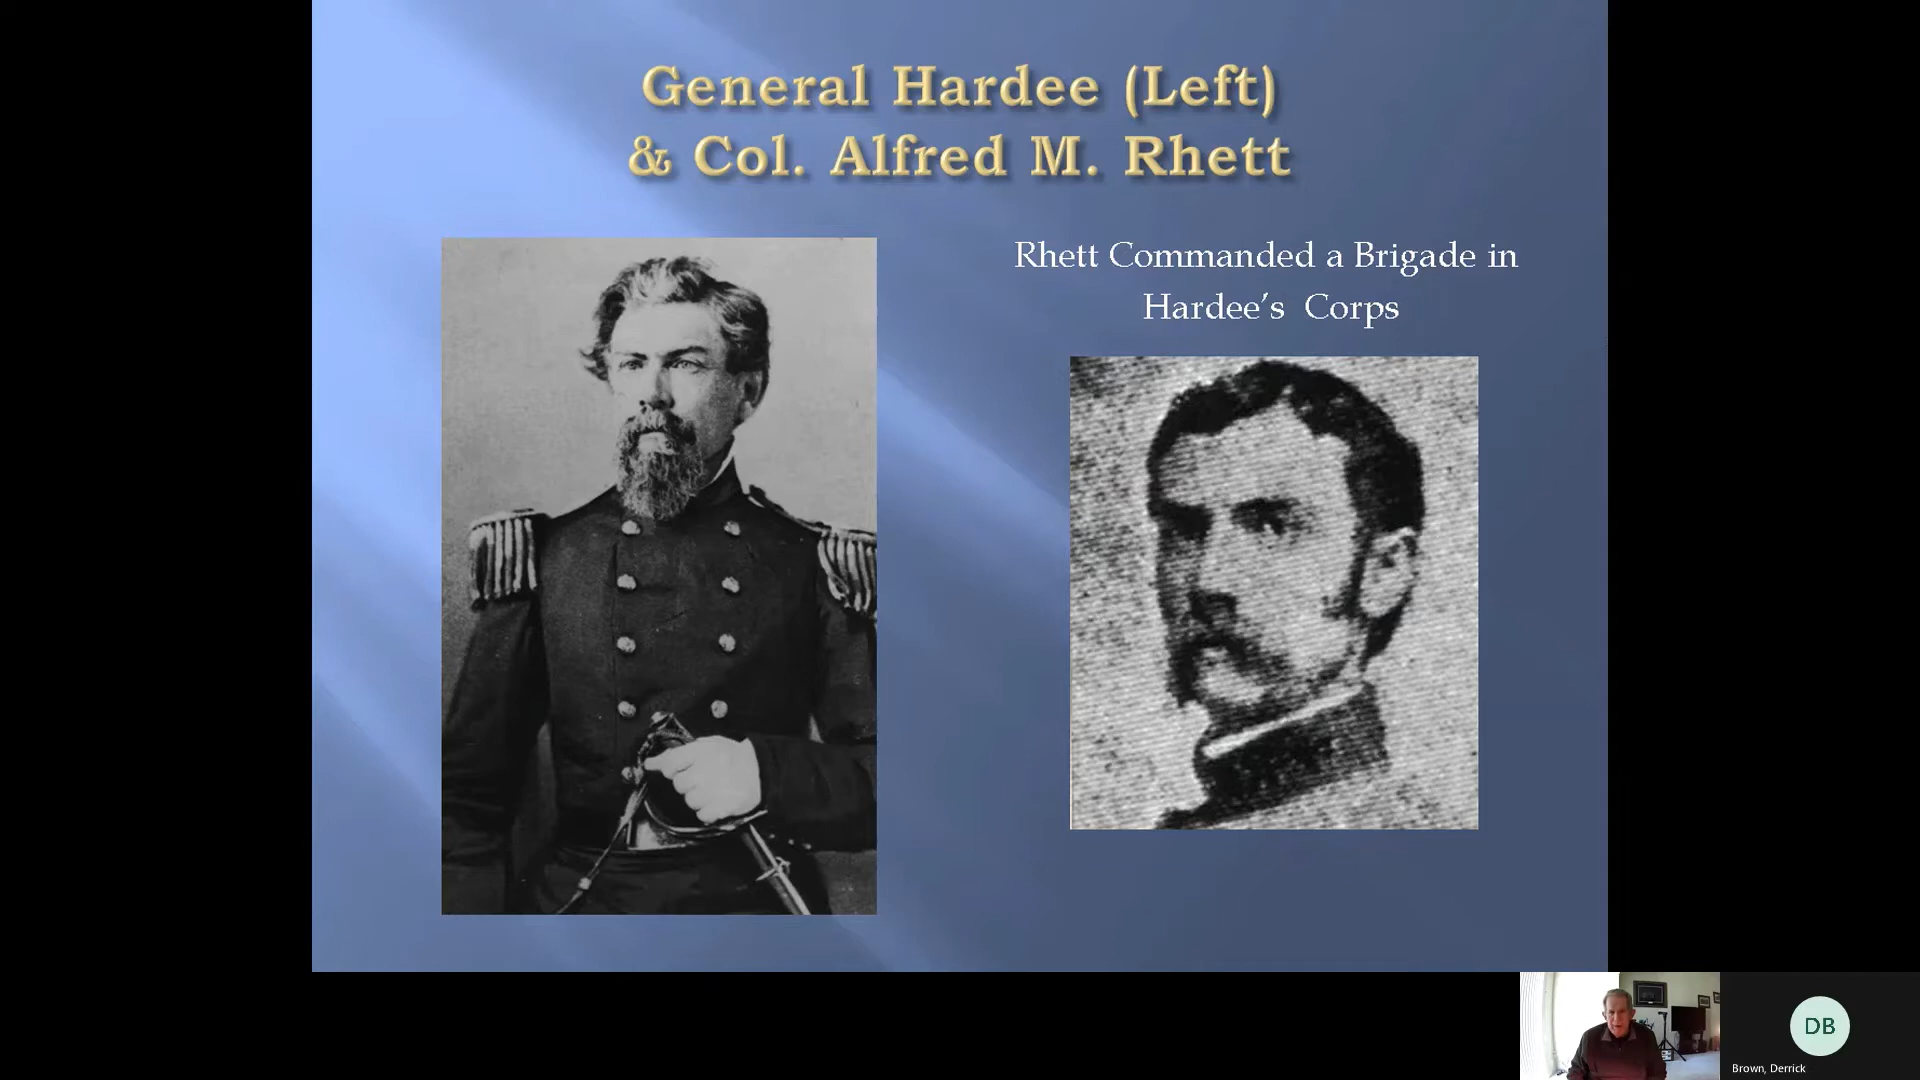 General Hardee (Left)
& Col. Alfred M. Rhett
Rhett Commanded a Brigade in
Hardee’s  Corps
DB
Brown, Derrick